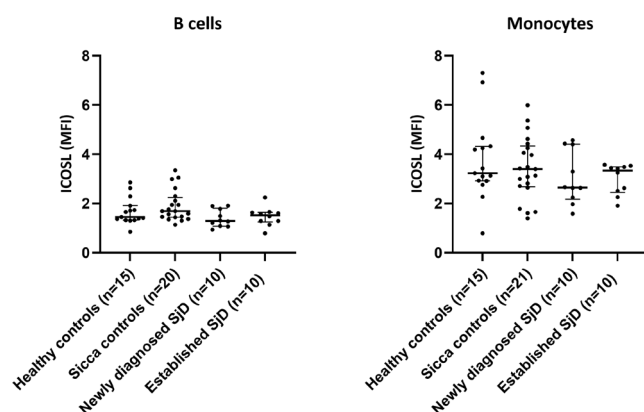 B cells
ICOSL (MFI)
8
6
4
2
0
Healthy controls (n=15)
Sicca controls (n=20)
Newly diagnosed SjD (n=10)
Established SjD (n=10)
Monocytes
ICOSL (MFI)
8
6
4
2
0
Healthy controls (n=15)
Sicca controls (n=21)
Newly diagnosed SjD (n=10)
Established SjD (n=10)